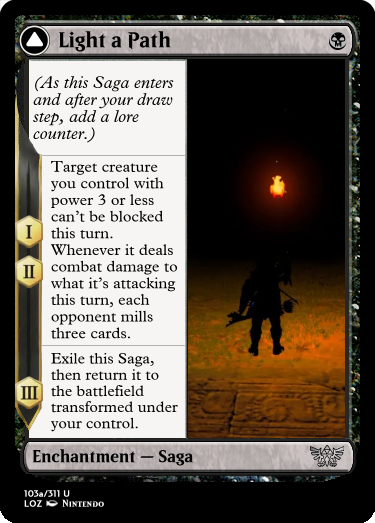 Light a Path
(As this Saga enters
and after your draw
step, add a lore
counter.)
I
II
Target creature
you control with
power 3 or less
can't be blocked
this turn.
Whenever it deals
combat damage to
what it's attacking
this turn, each
opponent mills
three cards.
III
Exile this Saga,
then return it to
the battlefield
transformed under
your control.
Enchantment — Saga
103a/311 U
LOZ Nintendo